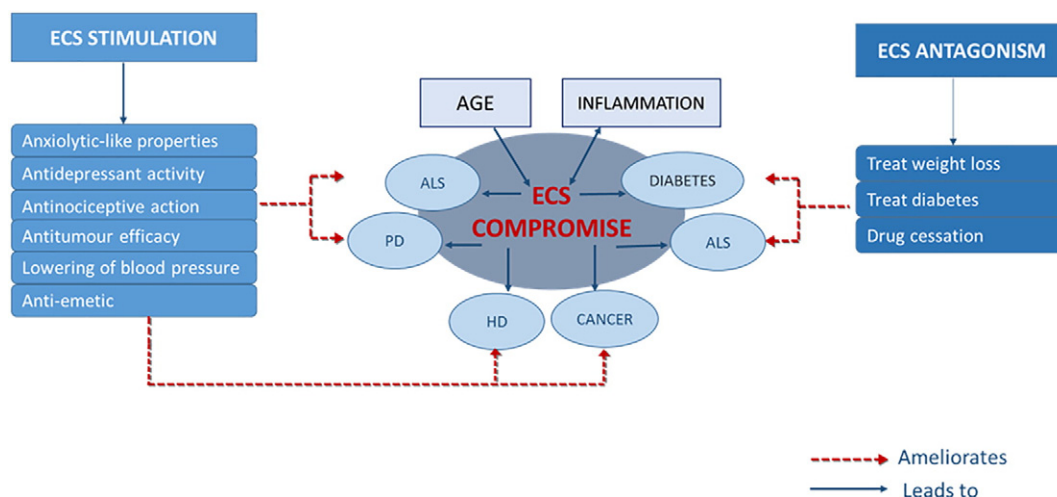 ECS STIMULATION
Anxiolytic-like properties
Antidepressant activity
Antinociceptive action
Antitumour efficacy
Lowering of blood pressure
Anti-emetic
AGE
INFLAMMATION
ECS
COMPROMISE
ALS
DIABETES
PD
ALS
HD
CANCER
ECS ANTAGONISM
Treat weight loss
Treat diabetes
Drug cessation
Ameliorates
Leads to